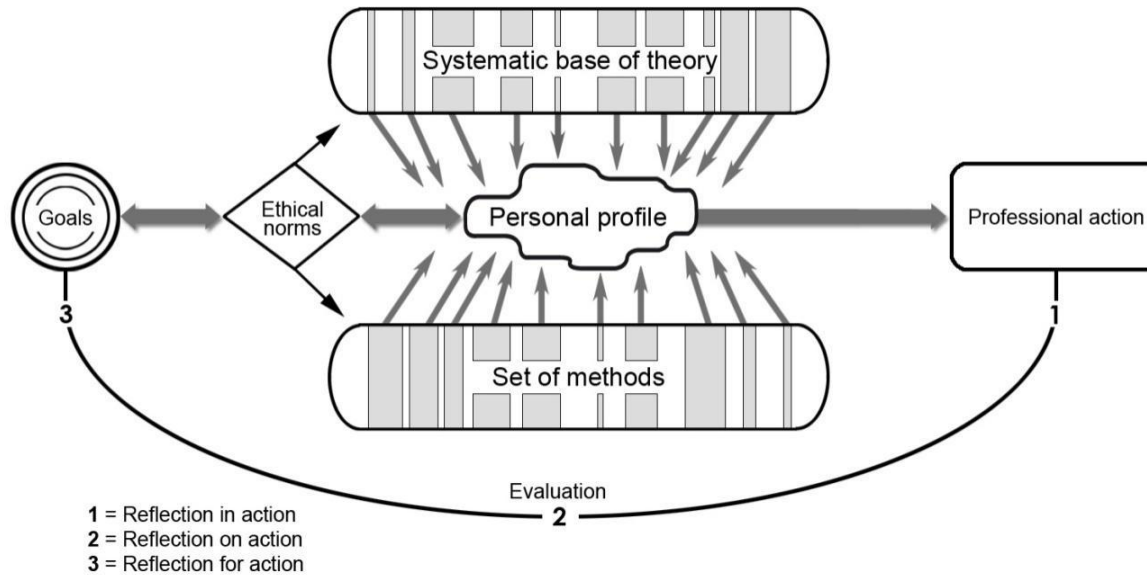 Systematic base of theory
Goals
Ethical
norms
Personal profile
Professional action
3
1
Set of methods
Evaluation
2
1 = Reflection in action
2 = Reflection on action
3 = Reflection for action